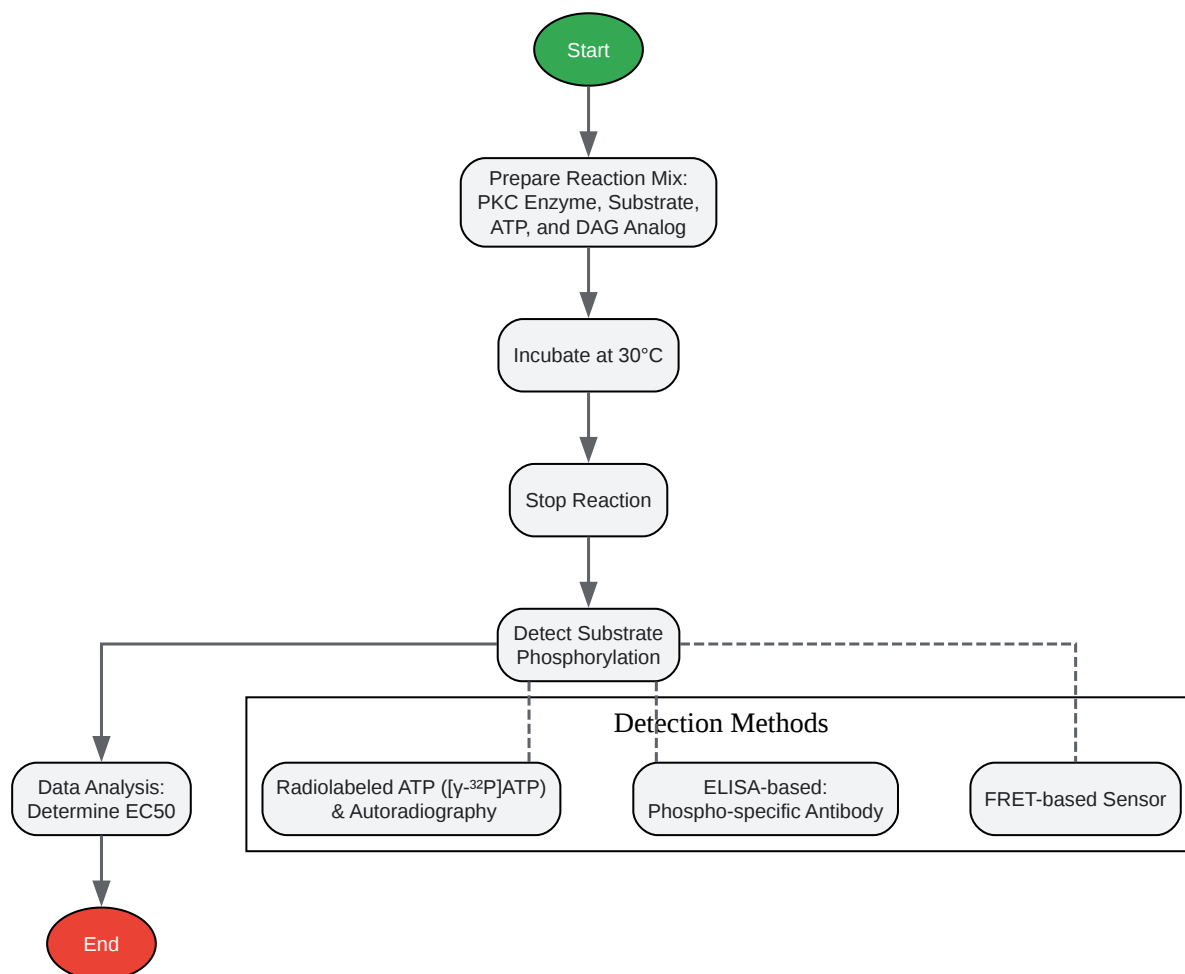 Start
Prepare Reaction Mix:
PKC Enzyme, Substrate,
ATP, and DAG Analog
Incubate at 30°C
Stop Reaction
Detect Substrate
Phosphorylation
Detection Methods
Data Analysis:
Determine EC50
Radiolabeled ATP ([γ-³²P]ATP)
& Autoradiography
ELISA-based:
Phospho-specific Antibody
FRET-based Sensor
End